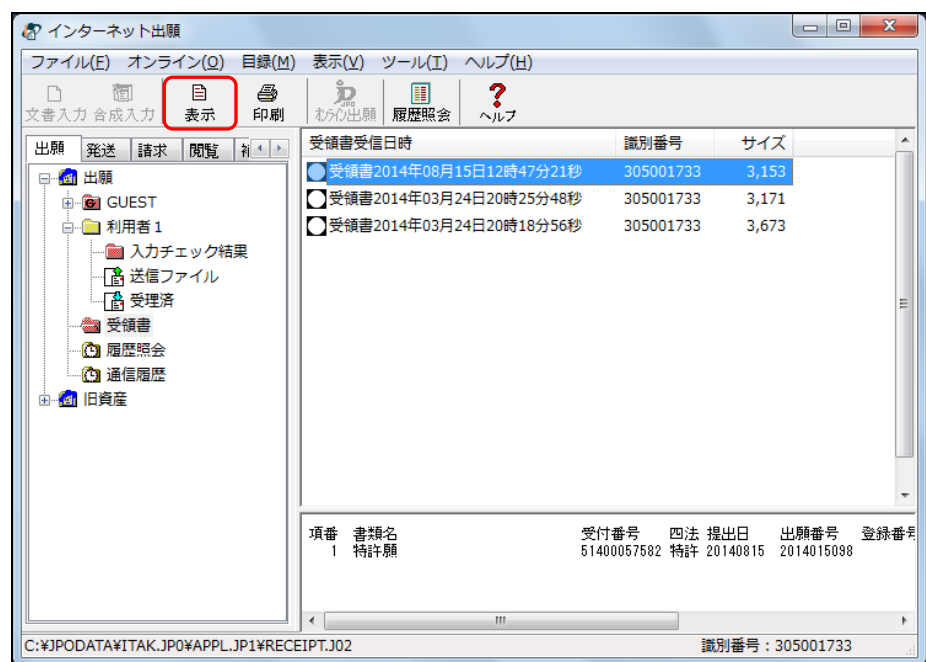 インターネット出願
ファイル(F) オンライン(O) 目録(M) 表示(V) ツール(T) ヘルプ(H)
文書入力 合成入力 表示 印刷 オンライン出願 履歴照会 ヘルプ
出願 発送 請求 閲覧
受領書受信日時 識別番号 サイズ
受領書2014年08月15日12時47分21秒 305001733 3,153
受領書2014年03月24日20時25分48秒 305001733 3,171
受領書2014年03月24日20時18分56秒 305001733 3,673
出願
GUEST
利用者1
入力チェック結果
送信ファイル
受理済
受領書
履歴照会
通信履歴
旧資産
項番 書類名 受付番号 四法 提出日 出願番号 登録番号
1 特許願 51400057582 特許 20140815 2014015098
C:¥JPODATA¥ITAK.JP0¥APPL.JP1¥RECEIPT.J02 識別番号:305001733